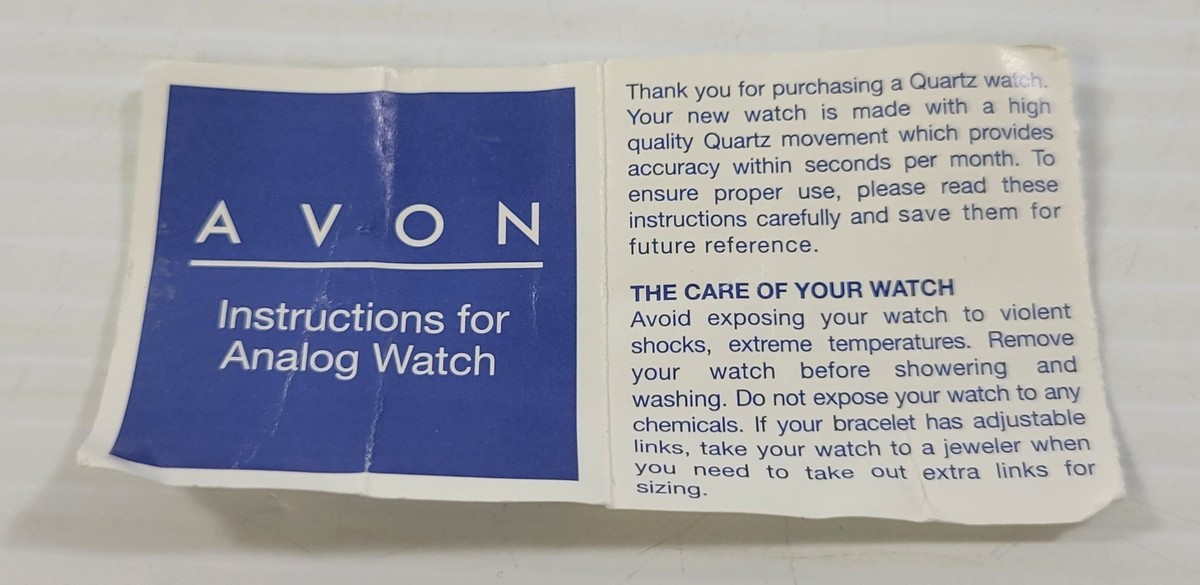 AVON
Instructions for
Analog Watch
Thank you for purchasing a Quartz watch.
Your new watch is made with a high
quality Quartz movement which provides
accuracy within seconds per month. To
ensure proper use, please read these
instructions carefully and save them for
future reference.
THE CARE OF YOUR WATCH
Avoid exposing your watch to violent
shocks, extreme temperatures. Remove
your watch before showering and
washing. Do not expose your watch to any
chemicals. If your bracelet has adjustable
links, take your watch to a jeweler when
you need to take out extra links for
sizing.